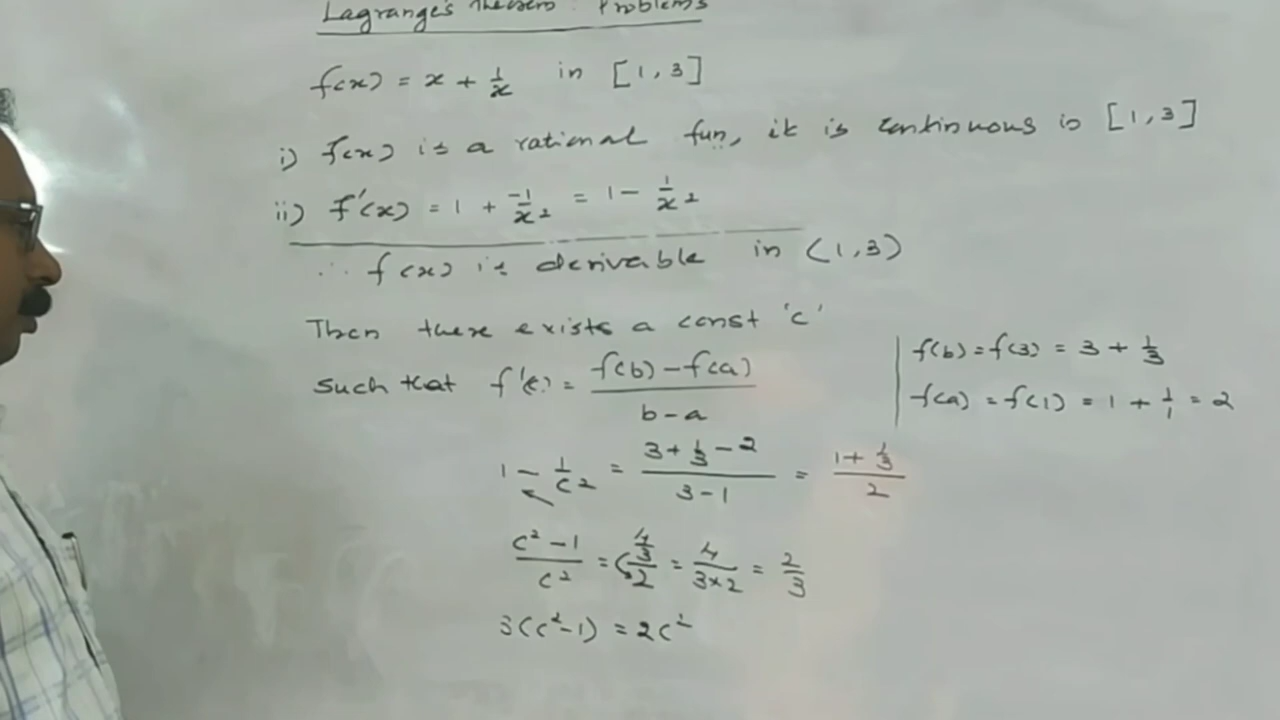 Lagrange's Theorem : Problems
f(x) = x + 1/x in [1, 3]
i) f(x) is a rational fun, it is continuous in [1, 3]
ii) f'(x) = 1 + -1/x² = 1 - 1/x²
∴ f(x) is derivable in (1, 3)
Then there exists a const 'c'
such that f'(c) = f(b) - f(a) / b - a
f(b) = f(3) = 3 + 1/3
f(a) = f(1) = 1 + 1/1 = 2
1 - 1/c² = 3 + 1/3 - 2 / 3 - 1 = 1 + 1/3 / 2
c² - 1 / c² = 4/3 / 2 = 4 / 3×2 = 2/3
3(c² - 1) = 2c²